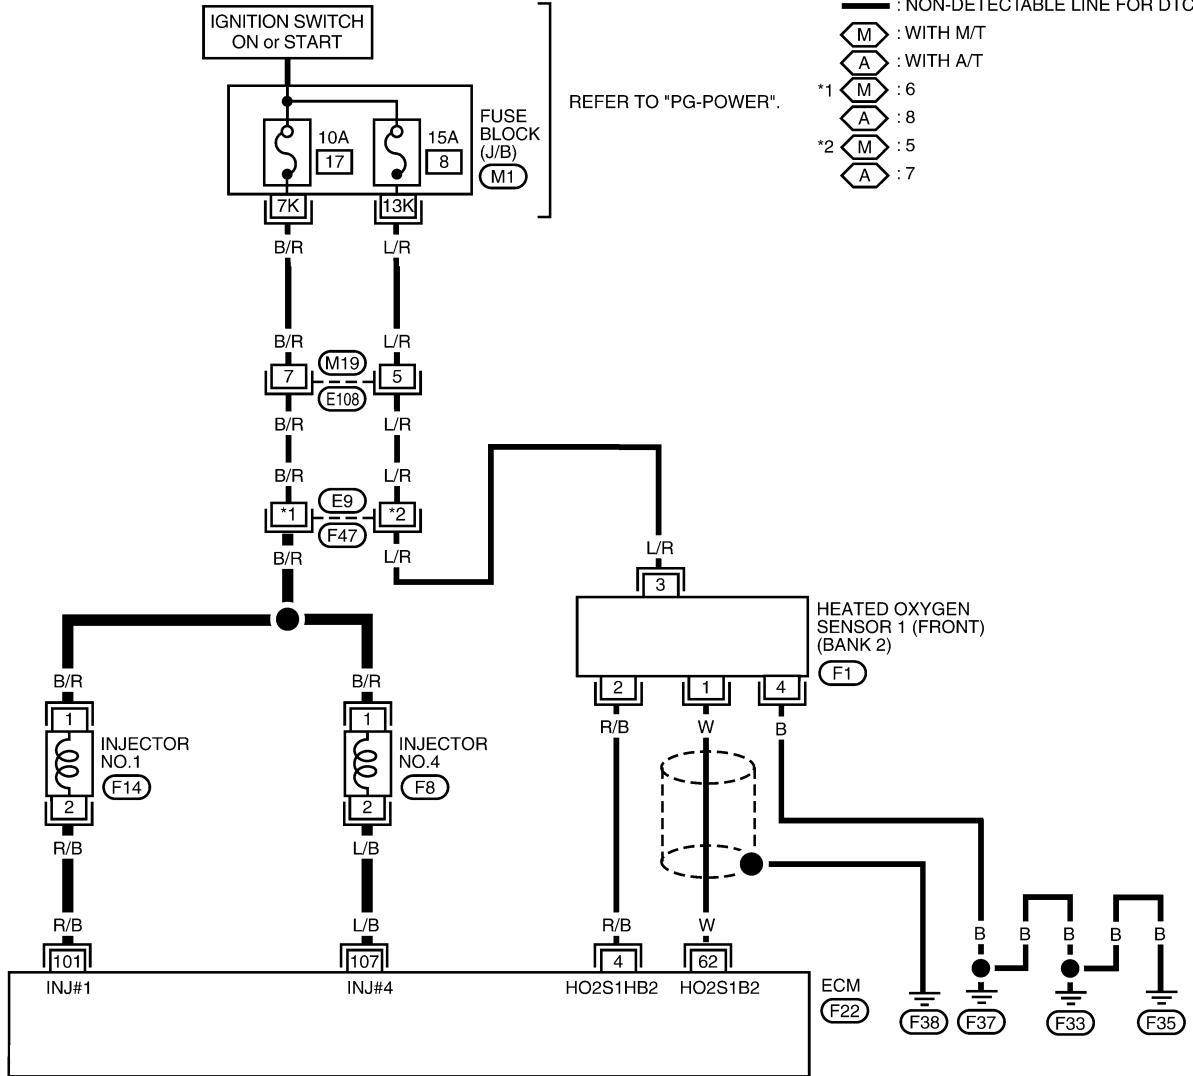 IGNITION SWITCH
ON or START
: NON-DETECTABLE LINE FOR DTC
M : WITH M/T
A : WITH A/T
*1 M : 6
A : 8
*2 M : 5
A : 7
REFER TO "PG-POWER".
10A
17
15A
8
FUSE
BLOCK
(J/B)
M1
7K
13K
B/R
L/R
B/R
L/R
M19
7
5
E108
B/R
L/R
B/R
L/R
E9
*1
*2
F47
B/R
L/R
L/R
3
HEATED OXYGEN
SENSOR 1 (FRONT)
(BANK 2)
F1
2
1
4
B/R
B/R
1
1
R/B
W
B
INJECTOR
NO.1
F14
INJECTOR
NO.4
F8
2
2
R/B
L/B
R/B
L/B
R/B
W
B
B
B
B
B
101
107
4
62
INJ#1
INJ#4
HO2S1HB2
HO2S1B2
ECM
F22
F38
F37
F33
F35